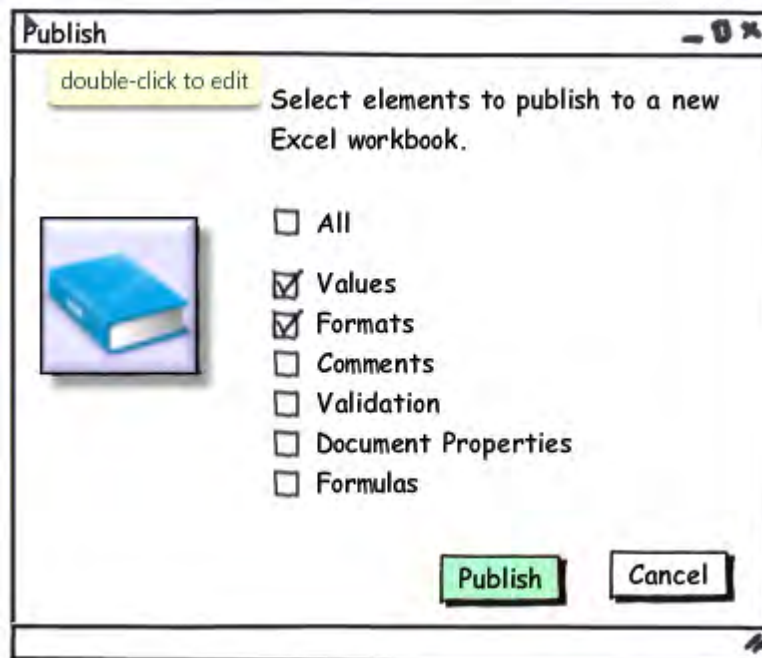 Publish
double-click to edit
Select elements to publish to a new
Excel workbook.
All
Values
Formats
Comments
Validation
Document Properties
Formulas
Publish
Cancel